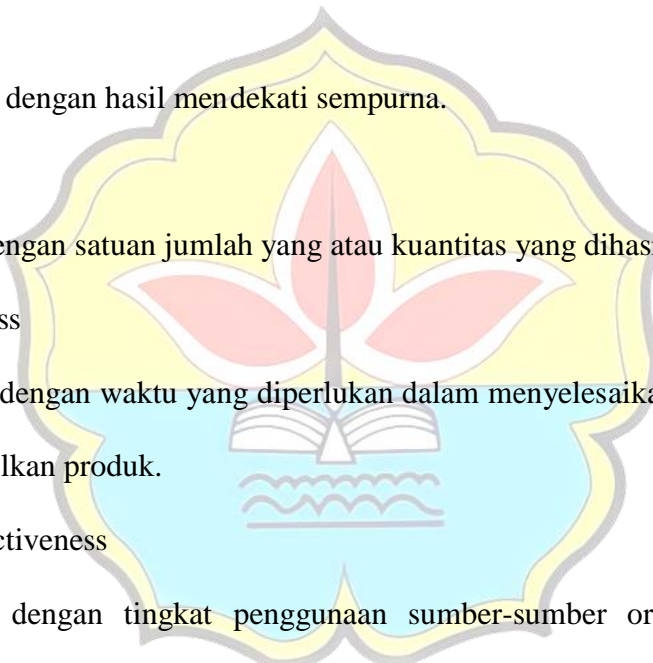 dengan hasil mendekati sempurna.
engan satuan jumlah yang atau kuantitas yang dihas
ss
dengan waktu yang diperlukan dalam menyelesaika
lkan produk.
ctiveness
dengan tingkat penggunaan sumber-sumber or